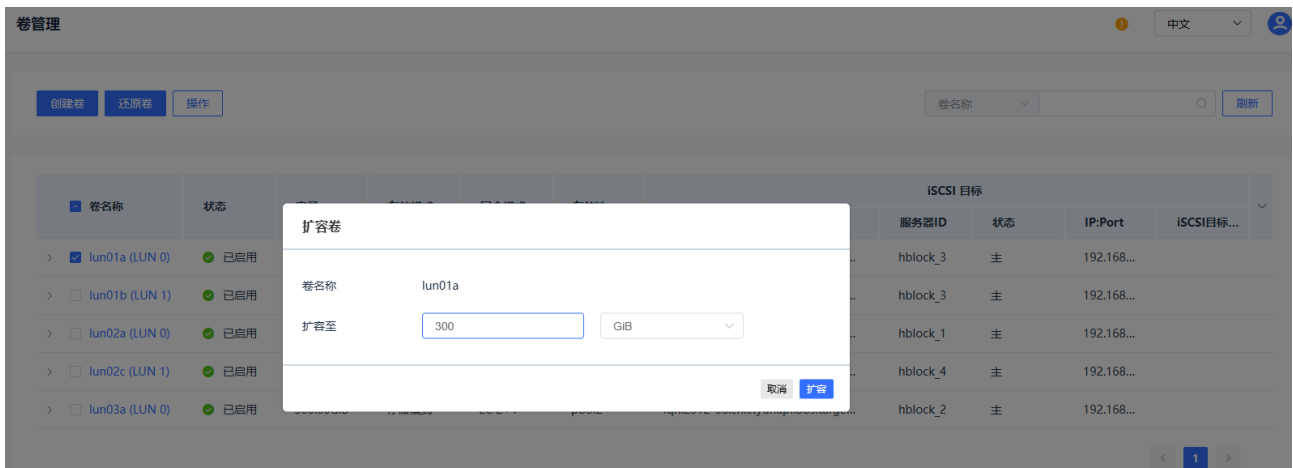 卷管理
中文
创建卷 还原卷 操作 卷名称 刷新
iSCSI 目标
卷名称 状态
服务器ID 状态 IP:Port iSCSI目标...
扩容卷
lun01a (LUN 0) 已启用 hblock_3 主 192.168...
卷名称 lun01a
lun01b (LUN 1) 已启用 hblock_3 主 192.168...
扩容至 300 GiB
lun02a (LUN 0) 已启用 hblock_1 主 192.168...
lun02c (LUN 1) 已启用 hblock_4 主 192.168...
取消 扩容
lun03a (LUN 0) 已启用 hblock_2 主 192.168...
1